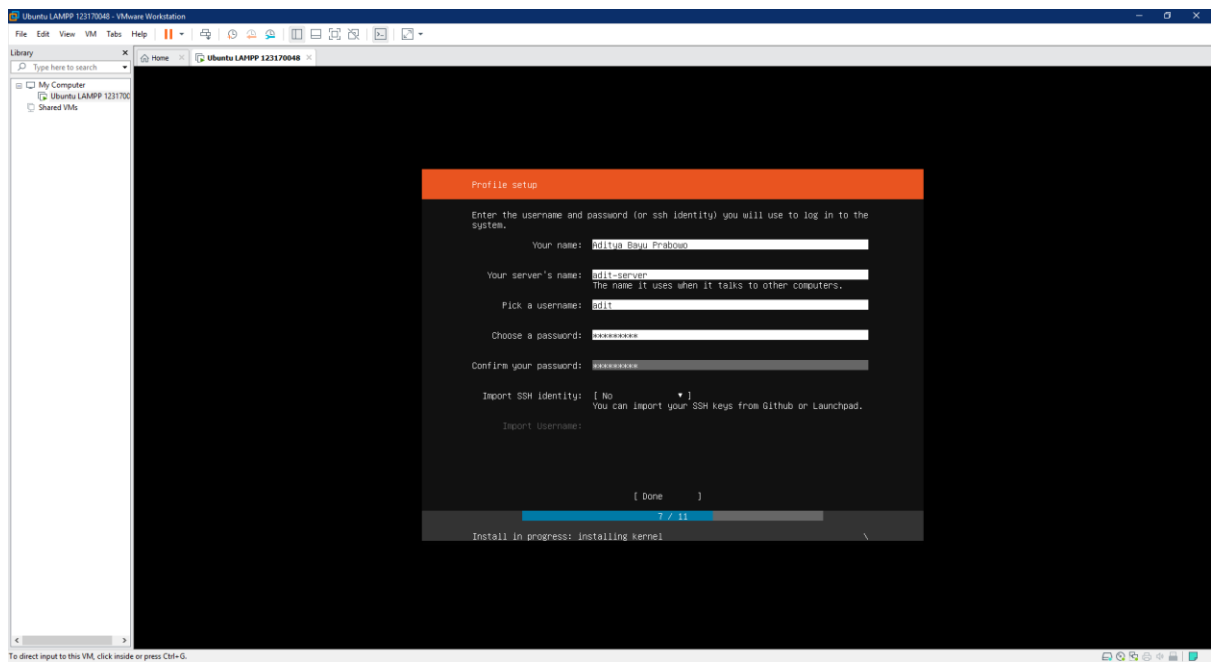 Ubuntu LAMPP 123170048 - VMware Workstation
File Edit View VM Tabs Help
Library
Home
Ubuntu LAMPP 123170048
Type here to search
My Computer
Ubuntu LAMPP 1231700
Shared VMs
Profile setup
Enter the username and password (or ssh identity) you will use to log in to the
system.
Your name: Aditya Bayu Prabowo
Your server's name: adit-server
The name it uses when it talks to other computers.
Pick a username: adit
Choose a password: *********
Confirm your password: *********
Import SSH identity: [ No ▼ ]
You can import your SSH keys from Github or Launchpad.
Import Username:
[ Done ]
7 / 11
Install in progress: installing kernel \
To direct input to this VM, click inside or press Ctrl+G.